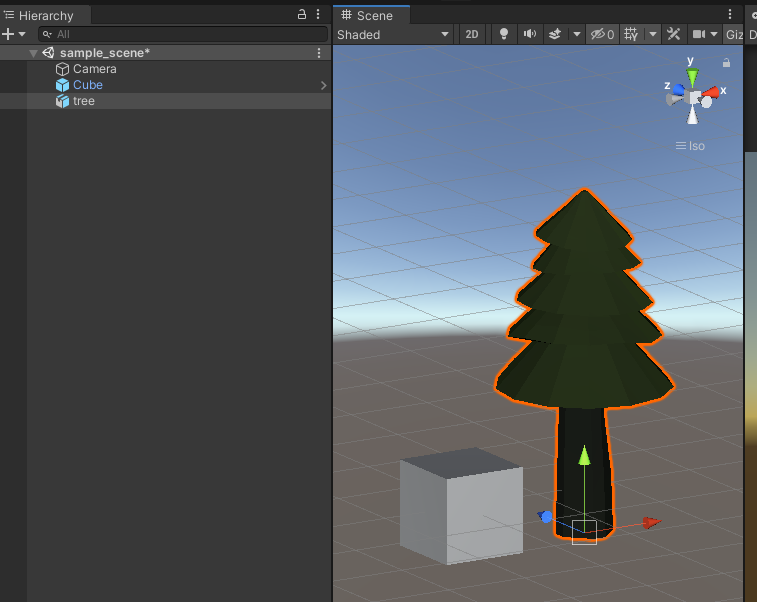 Hierarchy
All
sample_scene*
Camera
Cube
tree
Scene
Shaded
2D
0
Giz
D
y
z
x
Iso